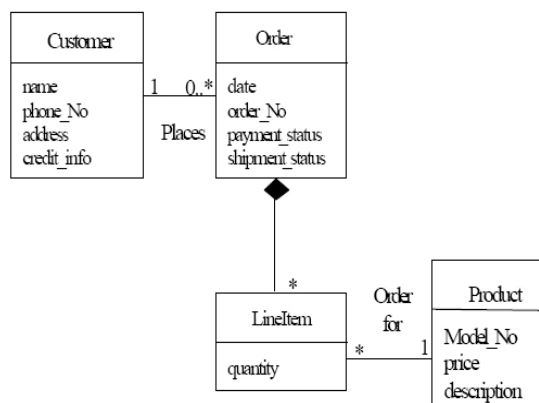 Customer
name
phone_No
address
credit_info
1
0..*
Places
Order
date
order_No
payment_status
shipment_status
*
LineItem
quantity
Order
for
*
1
Product
Model_No
price
description